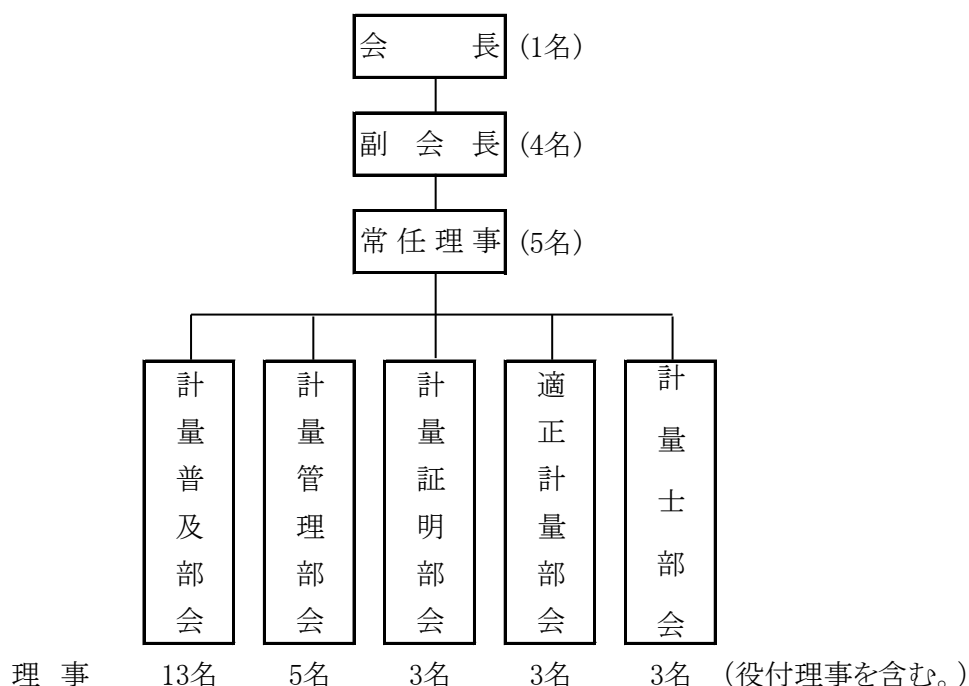 会長 (1名)
副会長 (4名)
常任理事 (5名)
計量普及部会
計量管理部会
計量証明部会
適正計量部会
計量士部会
理事 13名 5名 3名 3名 3名 (役付理事を含む。)